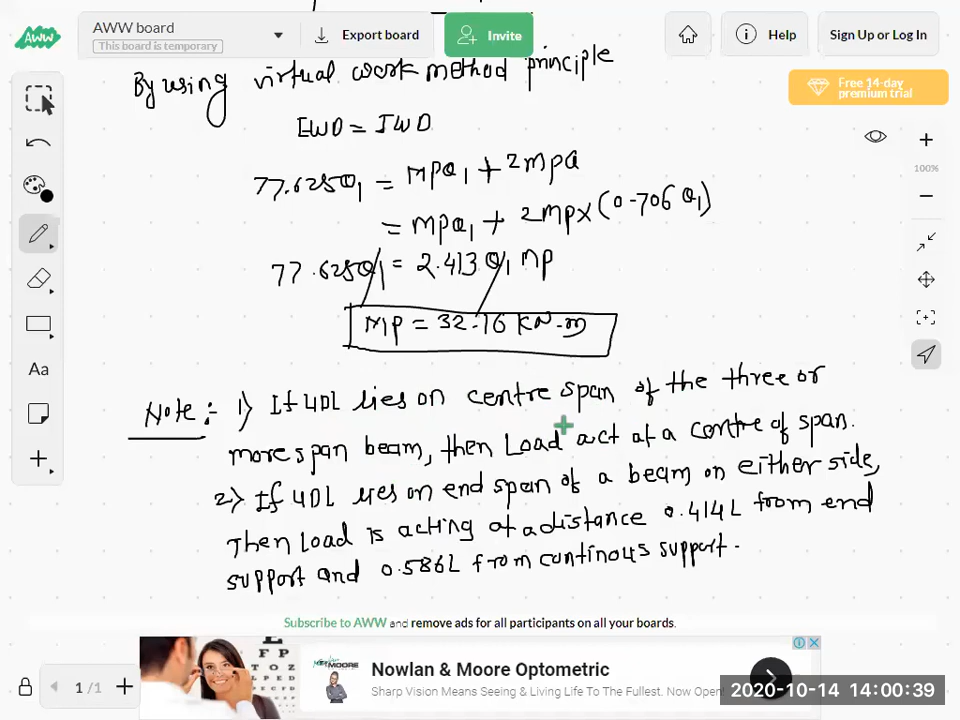 AWW
AWW board
This board is temporary
Export board
Invite
Help
Sign Up or Log In
Free 14-day
premium trial
By using virtual work method principle
EWD = IWD
77.625θ1 = Mpθ1 + 2Mpθ
= Mpθ1 + 2Mp×(0.706 θ1)
77.625θ1 = 2.413 θ1 Mp
Mp = 32.16 KN-m
Note :- 1) If UDL lies on centre span of the three or
more span beam, then Load act at a centre of span.
2) If UDL lies on end span of a beam on either side,
Then Load is acting at a distance 0.414L from end
support and 0.586L from continous support.
100%
Aa
Subscribe to AWW and remove ads for all participants on all your boards.
NOWLAN &
MOORE
Nowlan & Moore Optometric
Sharp Vision Means Seeing & Living Life To The Fullest. Now Open
1 / 1
2020-10-14 14:00:39